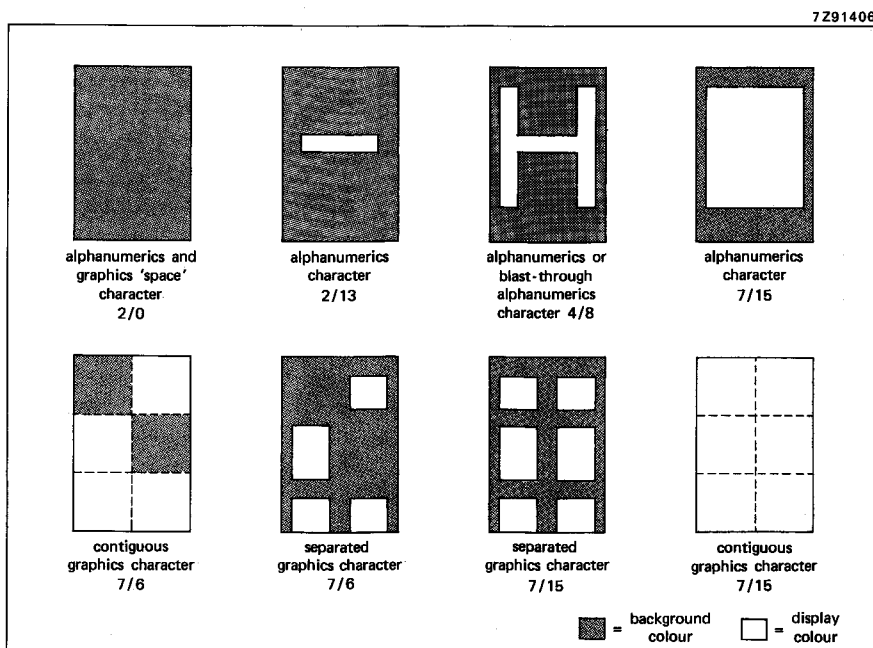 7Z91406
alphanumerics and
graphics 'space'
character
2/0
alphanumerics
character
2/13
alphanumerics or
blast-through
alphanumerics
character 4/8
alphanumerics
character
7/15
contiguous
graphics character
7/6
separated
graphics character
7/6
separated
graphics character
7/15
contiguous
graphics character
7/15
= background
colour
= display
colour